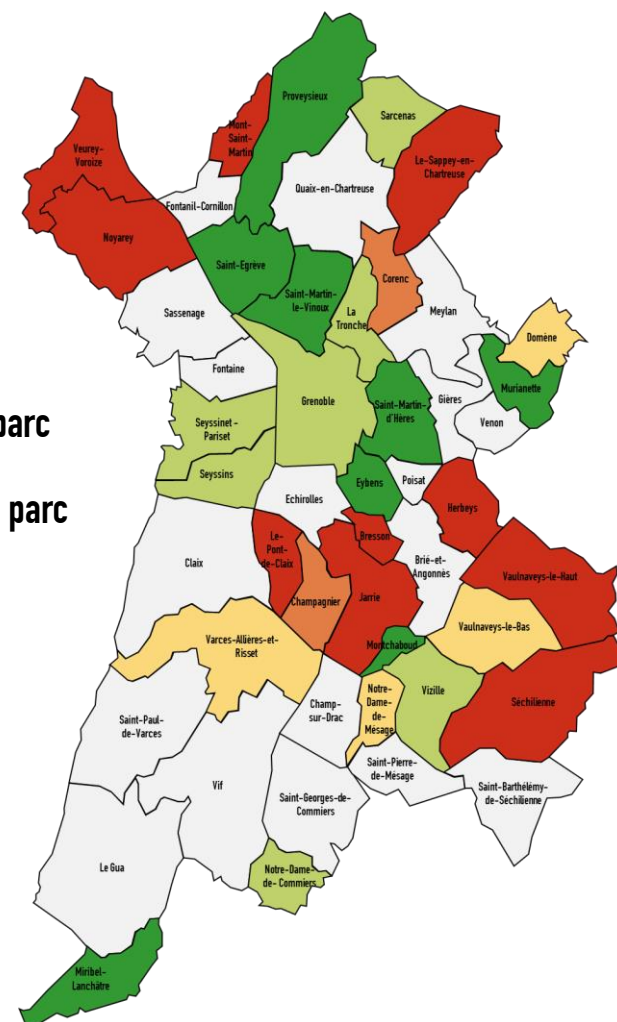 Proveysieux
Sarcenas
Mont-
Saint-
Martin
Le-Sappey-en-
Chartreuse
Veurey-
Voroize
Quaix-en-Chartreuse
Fontanil-Cornillon
Noyarey
Saint-Egrève
Corenc
Saint-Martin
-le-Vinoux
La
Tronche
Meylan
Sassenage
Domène
Fontaine
Murianette
Gières
Grenoble
Saint-Martin-
d'Hères
Venon
parc
Seyssinet-
Pariset
Seyssins
Eybens
Poisat
Echirolles
Herbeys
parc
Le-
Pont-
de-Claix
Bresson
Claix
Brié-et-
Angonnès
Vaulnaveys-le-Haut
Champagnier
Jarrie
Vaulnaveys-le-Bas
Varces-Allières-et-
Risset
Montchaboud
Notre-
Dame-
de-
Mésage
Vizille
Séchilienne
Champ-
sur-Drac
Saint-Paul-
de-Varces
Saint-Pierre-
de-Mésage
Vif
Saint-Barthélémy-
de-Séchilienne
Saint-Georges-de-
Commiers
Le Gua
Notre-Dame-
de- Commiers
Miribel-
Lanchâtre